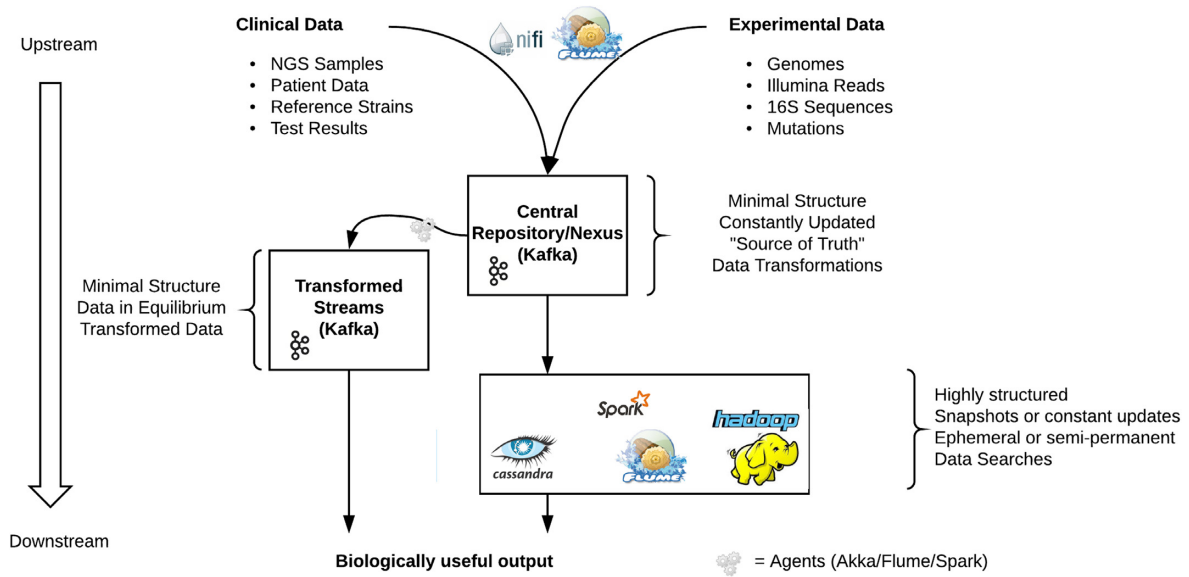 Upstream
Clinical Data
• NGS Samples
• Patient Data
• Reference Strains
• Test Results
nifi
FLUME
Experimental Data
• Genomes
• Illumina Reads
• 16S Sequences
• Mutations
Central
Repository/Nexus
(Kafka)
Minimal Structure
Constantly Updated
"Source of Truth"
Data Transformations
Minimal Structure
Data in Equilibrium
Transformed Data
Transformed
Streams
(Kafka)
Spark
hadoop
cassandra
FLUME
Highly structured
Snapshots or constant updates
Ephemeral or semi-permanent
Data Searches
Downstream
Biologically useful output
= Agents (Akka/Flume/Spark)